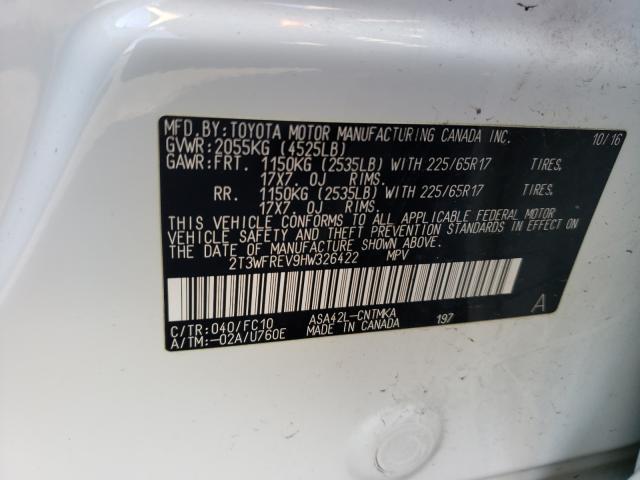 MFD. BY: TOYOTA MOTOR MANUFACTURING CANADA INC. 10/16
GVWR: 2055KG (4525LB)
GAWR: FRT. 1150KG (2535LB) WITH 225/65R17 TIRES.
17X7 0J RIMS.
RR. 1150KG (2535LB) WITH 225/65R17 TIRES.
17X7 0J RIMS.
THIS VEHICLE CONFORMS TO ALL APPLICABLE FEDERAL MOTOR
VEHICLE SAFETY AND THEFT PREVENTION STANDARDS IN EFFECT ON
THE DATE OF MANUFACTURE SHOWN ABOVE.
2T3WFREV9HW326422 MPV
A
C/TR: 040/FC10 ASA42L-CNTMKA 197
A/TM: -02A/U760E MADE IN CANADA